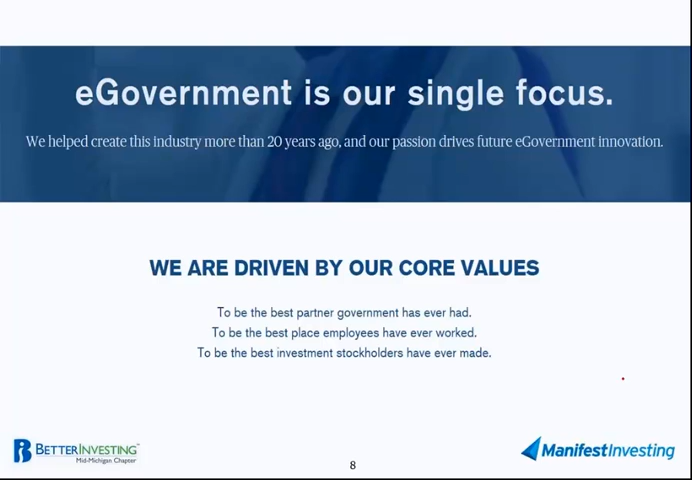 eGovernment is our single focus.
We helped create this industry more than 20 years ago, and our passion drives future eGovernment innovation.
WE ARE DRIVEN BY OUR CORE VALUES
To be the best partner government has ever had.
To be the best place employees have ever worked.
To be the best investment stockholders have ever made.
BETTERINVESTING™
Mid-Michigan Chapter
8
ManifestInvesting